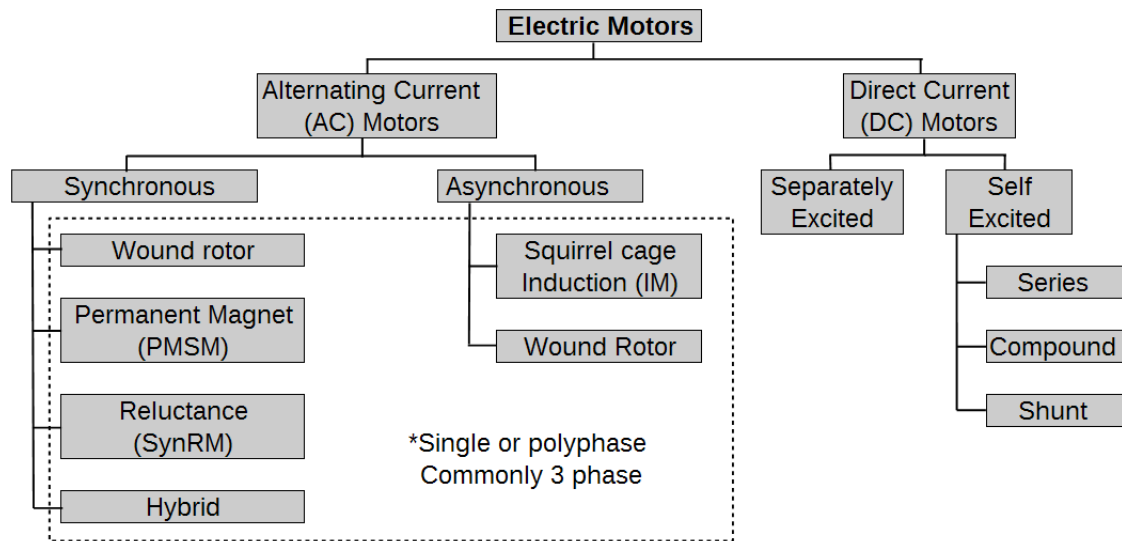 Electric Motors
Alternating Current
(AC) Motors
Direct Current
(DC) Motors
Synchronous
Asynchronous
Separately
Excited
Self
Excited
Wound rotor
Permanent Magnet
(PMSM)
Reluctance
(SynRM)
Hybrid
Squirrel cage
Induction (IM)
Wound Rotor
*Single or polyphase
Commonly 3 phase
Series
Compound
Shunt